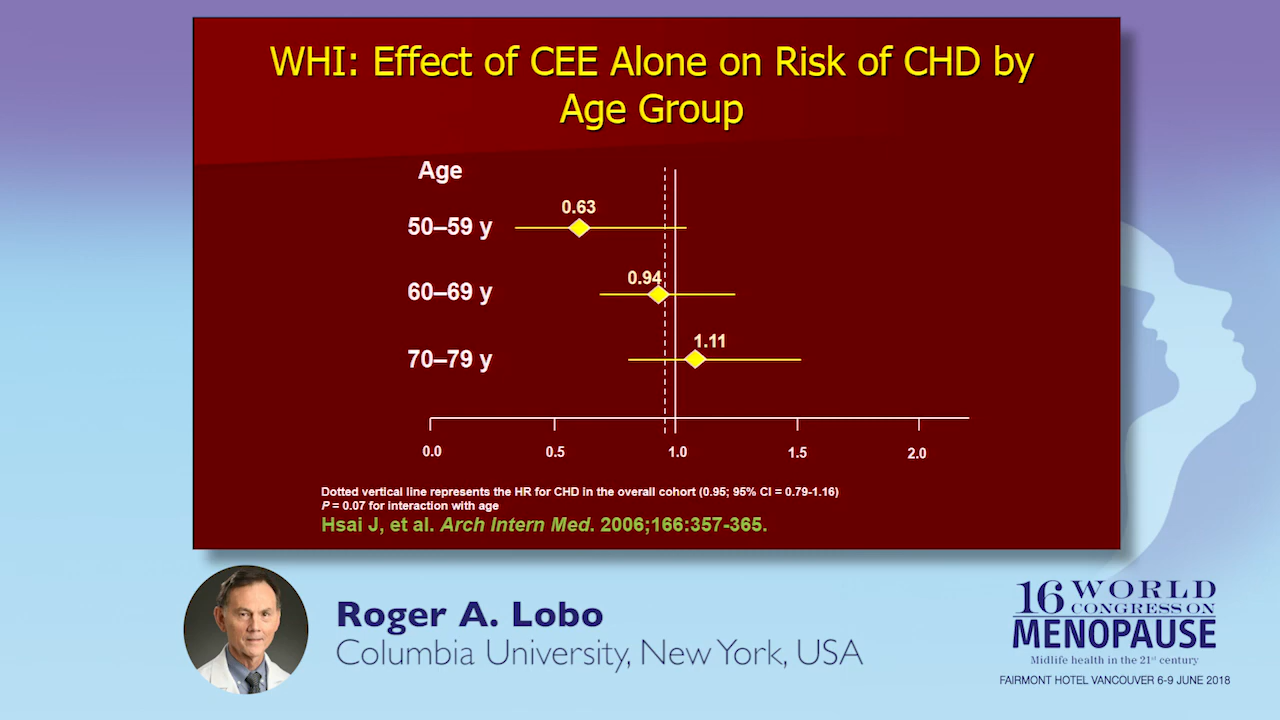 WHI: Effect of CEE Alone on Risk of CHD by
Age Group
Age
0.63
50–59 y
0.94
60–69 y
1.11
70–79 y
0.0 0.5 1.0 1.5 2.0
Dotted vertical line represents the HR for CHD in the overall cohort (0.95; 95% CI = 0.79-1.16)
P = 0.07 for interaction with age
Hsai J, et al. Arch Intern Med. 2006;166:357-365.
Roger A. Lobo
Columbia University, New York, USA
16 WORLD
CONGRESS ON
MENOPAUSE
Midlife health in the 21st century
FAIRMONT HOTEL VANCOUVER 6-9 JUNE 2018